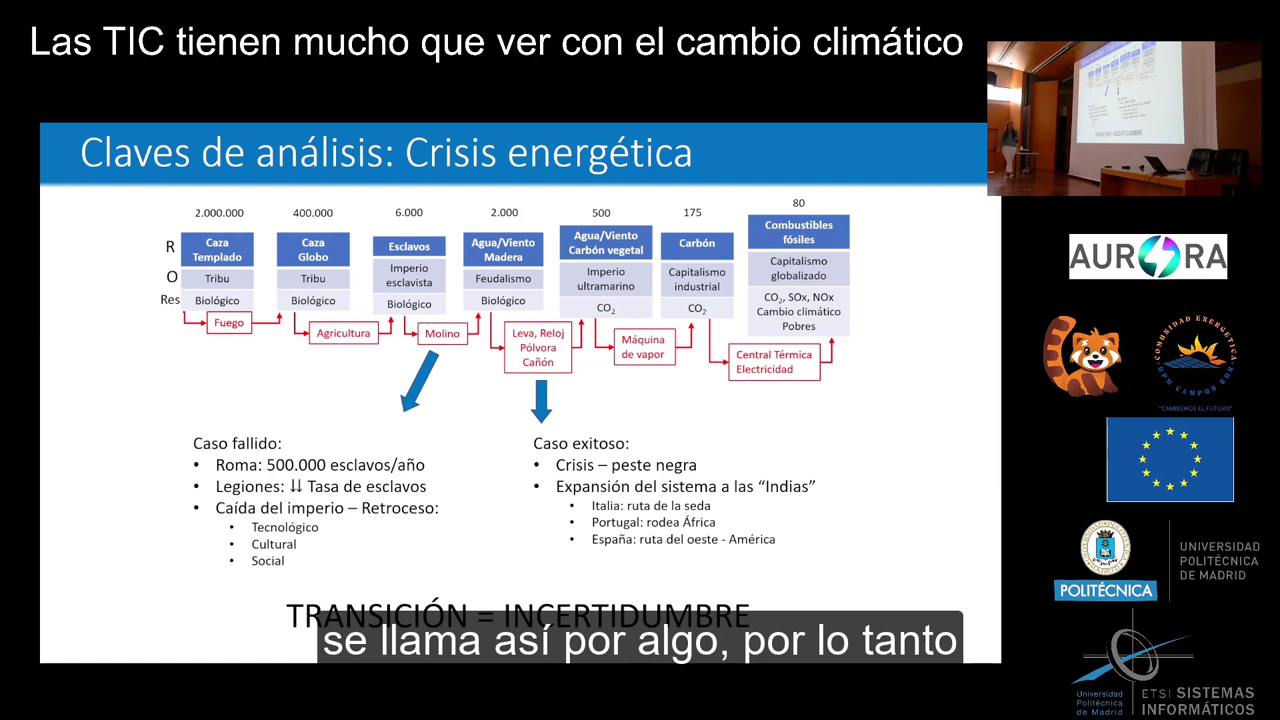 Las TIC tienen mucho que ver con el cambio climático
Claves de análisis: Crisis energética
2.000.000
400.000
6.000
2.000
500
175
80
R
O
Res
Caza
Templado
Tribu
Biológico
Caza
Globo
Tribu
Biológico
Esclavos
Imperio
esclavista
Biológico
Agua/Viento
Madera
Feudalismo
Biológico
Agua/Viento
Carbón vegetal
Imperio
ultramarino
CO₂
Carbón
Capitalismo
industrial
CO₂
Combustibles
fósiles
Capitalismo
globalizado
CO₂, SOx, NOx
Cambio climático
Pobres
Fuego
Agricultura
Molino
Leva, Reloj
Pólvora
Cañón
Máquina
de vapor
Central Térmica
Electricidad
Caso fallido:
• Roma: 500.000 esclavos/año
• Legiones: ⇊ Tasa de esclavos
• Caída del imperio – Retroceso:
• Tecnológico
• Cultural
• Social
Caso exitoso:
• Crisis – peste negra
• Expansión del sistema a las “Indias”
• Italia: ruta de la seda
• Portugal: rodea África
• España: ruta del oeste - América
TRANSICIÓN = INCERTIDUMBRE
se llama así por algo, por lo tanto
AURORA
COMUNIDAD ENERGÉTICA
UPM CAMPUS SUR
"CAMBIEMOS EL FUTURO"
POLITÉCNICA
UNIVERSIDAD
POLITÉCNICA
DE MADRID
Universidad
Politécnica
de Madrid
ETSI SISTEMAS
INFORMÁTICOS